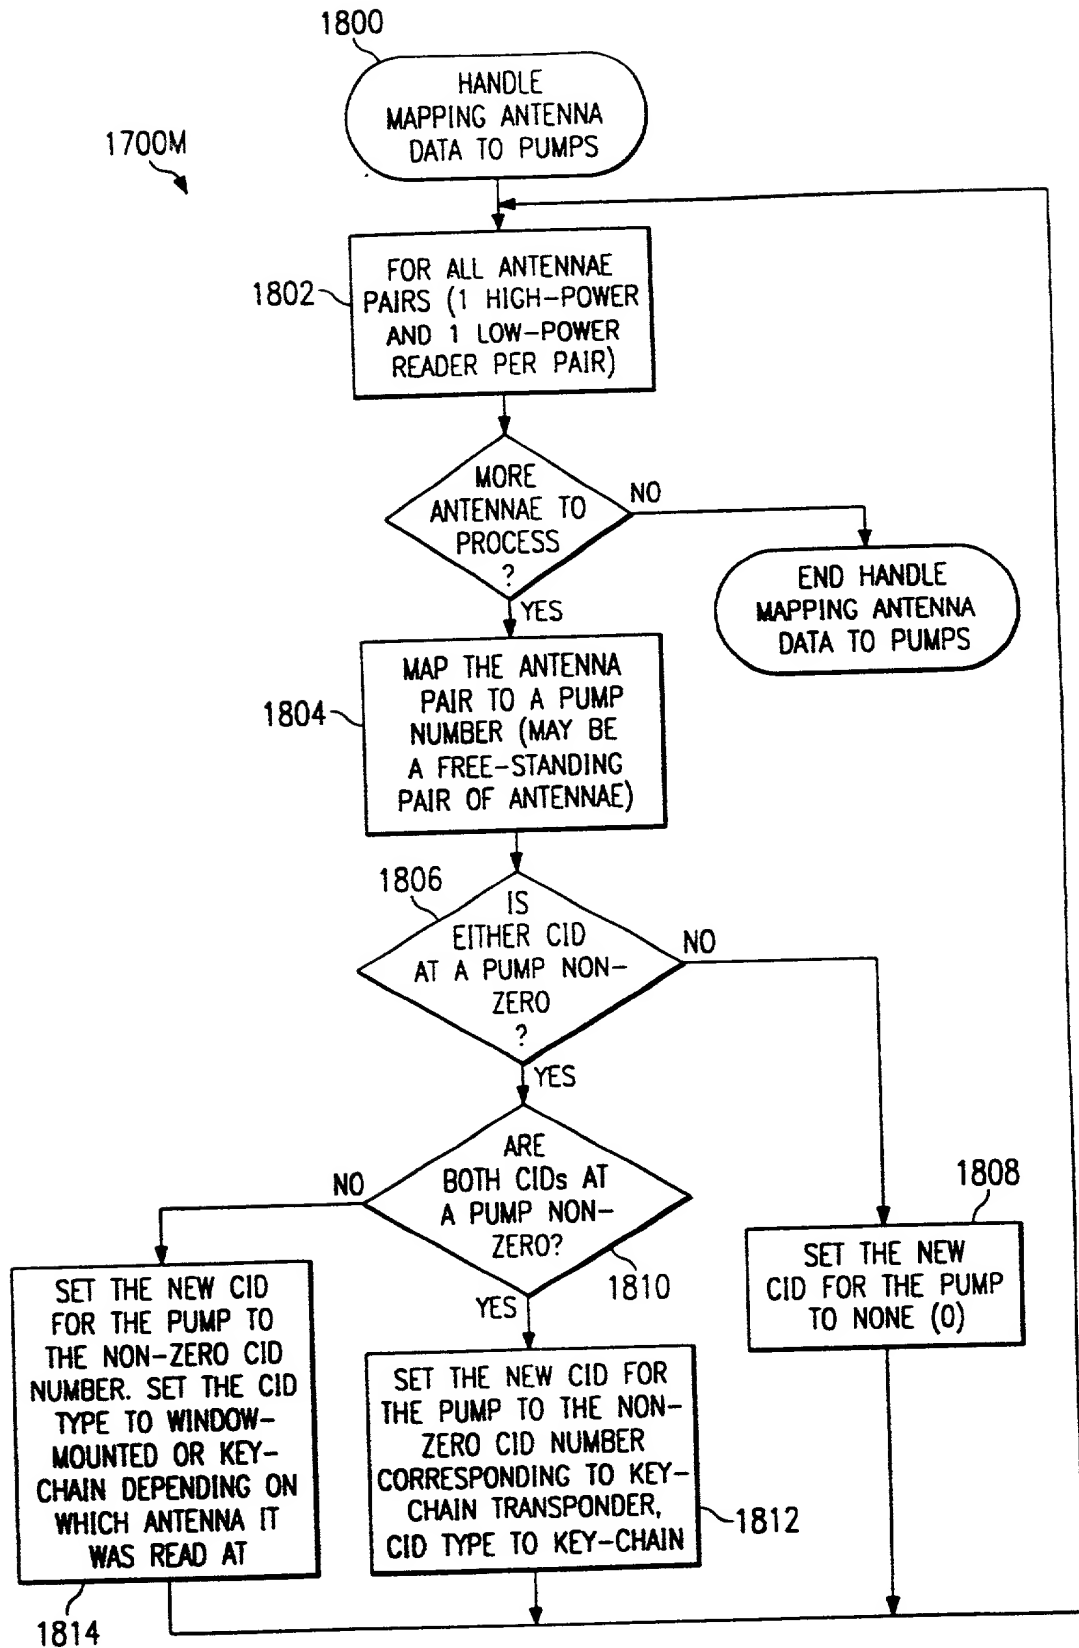 1800
HANDLE
MAPPING ANTENNA
DATA TO PUMPS
1700M
1802
FOR ALL ANTENNAE
PAIRS (1 HIGH-POWER
AND 1 LOW-POWER
READER PER PAIR)
MORE
ANTENNAE TO
PROCESS
?
NO
YES
END HANDLE
MAPPING ANTENNA
DATA TO PUMPS
1804
MAP THE ANTENNA
PAIR TO A PUMP
NUMBER (MAY BE
A FREE-STANDING
PAIR OF ANTENNAE)
1806
IS
EITHER CID
AT A PUMP NON-
ZERO
?
NO
YES
ARE
BOTH CIDs AT
A PUMP NON-
ZERO?
NO
YES
1810
1808
SET THE NEW
CID FOR THE PUMP
TO NONE (0)
SET THE NEW CID
FOR THE PUMP TO
THE NON-ZERO CID
NUMBER. SET THE CID
TYPE TO WINDOW-
MOUNTED OR KEY-
CHAIN DEPENDING ON
WHICH ANTENNA IT
WAS READ AT
1814
SET THE NEW CID FOR
THE PUMP TO THE NON-
ZERO CID NUMBER
CORRESPONDING TO KEY-
CHAIN TRANSPONDER,
CID TYPE TO KEY-CHAIN
1812